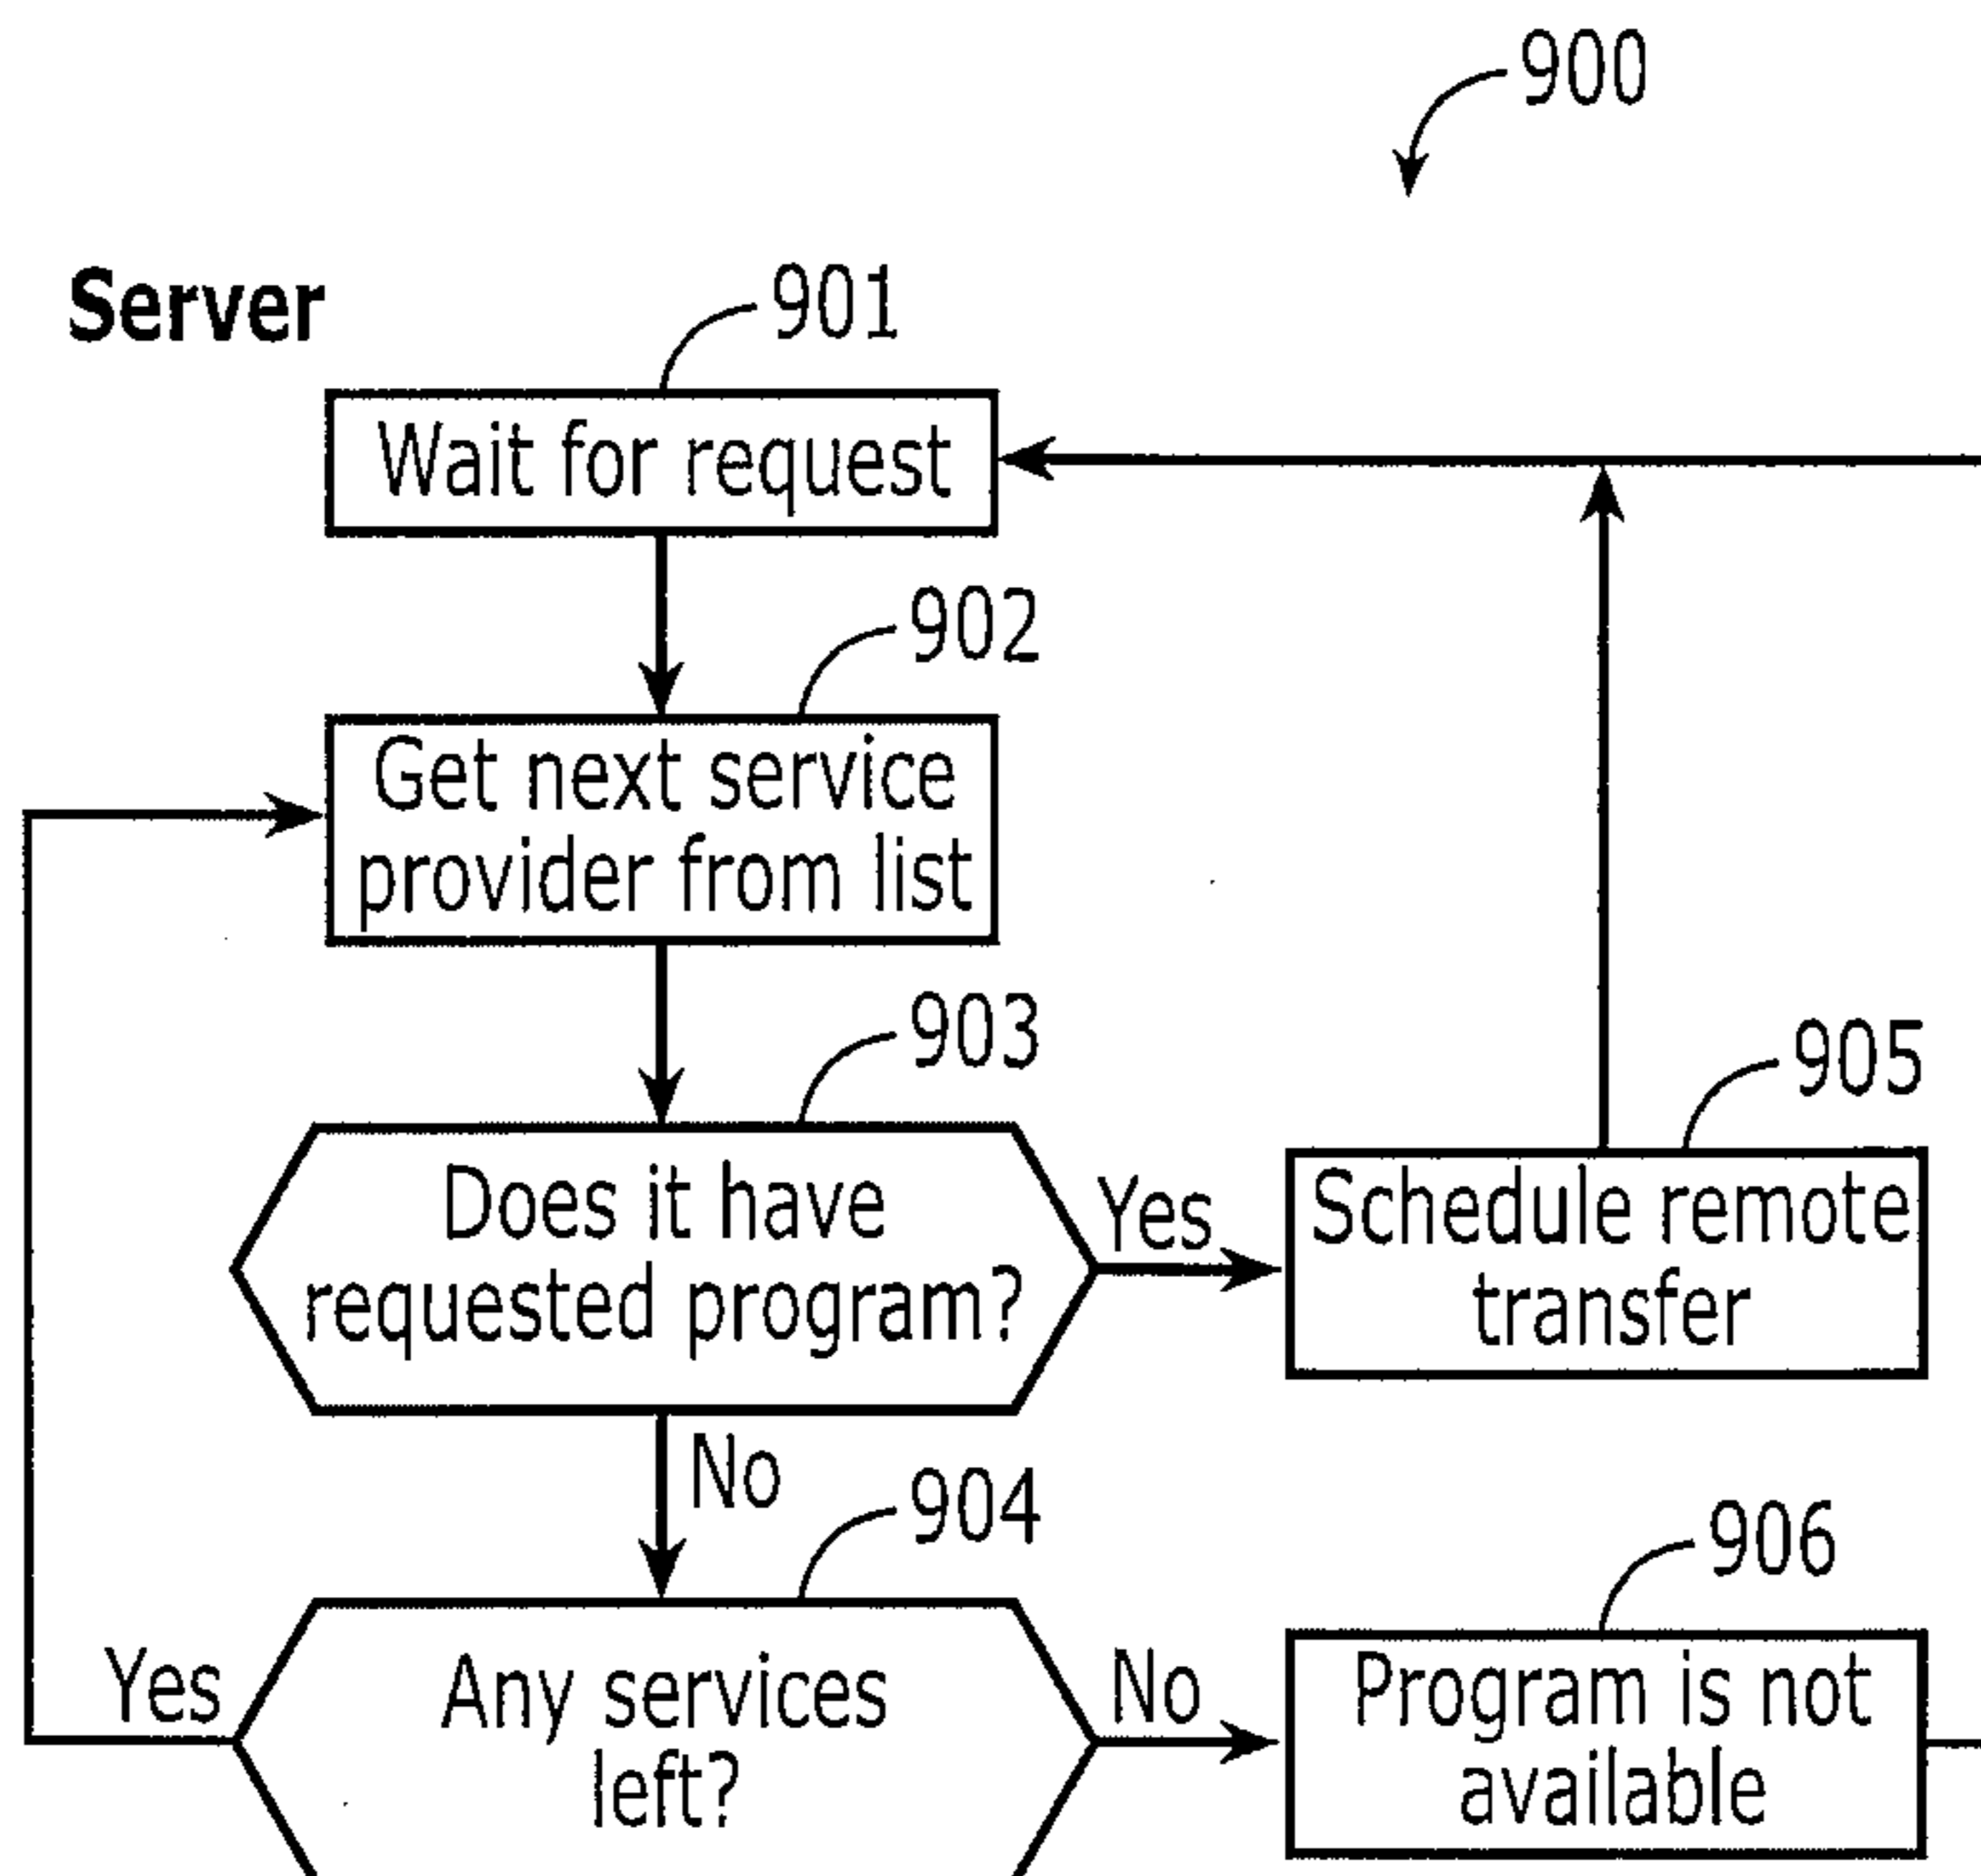 900
Server
901
Wait for request
902
Get next service
provider from list
903
Does it have
requested program?
Yes
905
Schedule remote
transfer
No
904
Yes
Any services
left?
No
906
Program is not
available